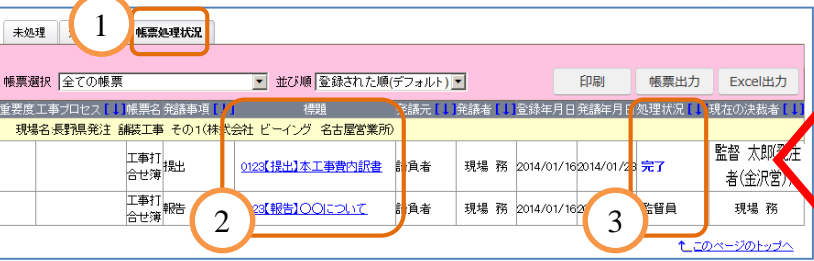 未処理
1
帳票処理状況
帳票選択 全ての帳票 並び順 登録された順(デフォルト) 印刷 帳票出力 Excel出力
重要度 工事プロセス [↓] 帳票名 発議事項 [↓] 標題 発議元 [↓] 発議者 [↓] 登録年月日 発議年月日 処理状況 [↓] 現在の決裁者 [↓]
現場名:長野県発注 舗装工事 その1(株式会社 ビーイング 名古屋営業所)
工事打合せ簿 提出 0123【提出】本工事費内訳書 請負者 現場 務 2014/01/16 2014/01/23 完了 監督 太郎(発注者(金沢営))
工事打合せ簿 報告 23【報告】〇〇について 請負者 現場 務 2014/01/16 監督員 現場 務
2
3
このページのトップへ